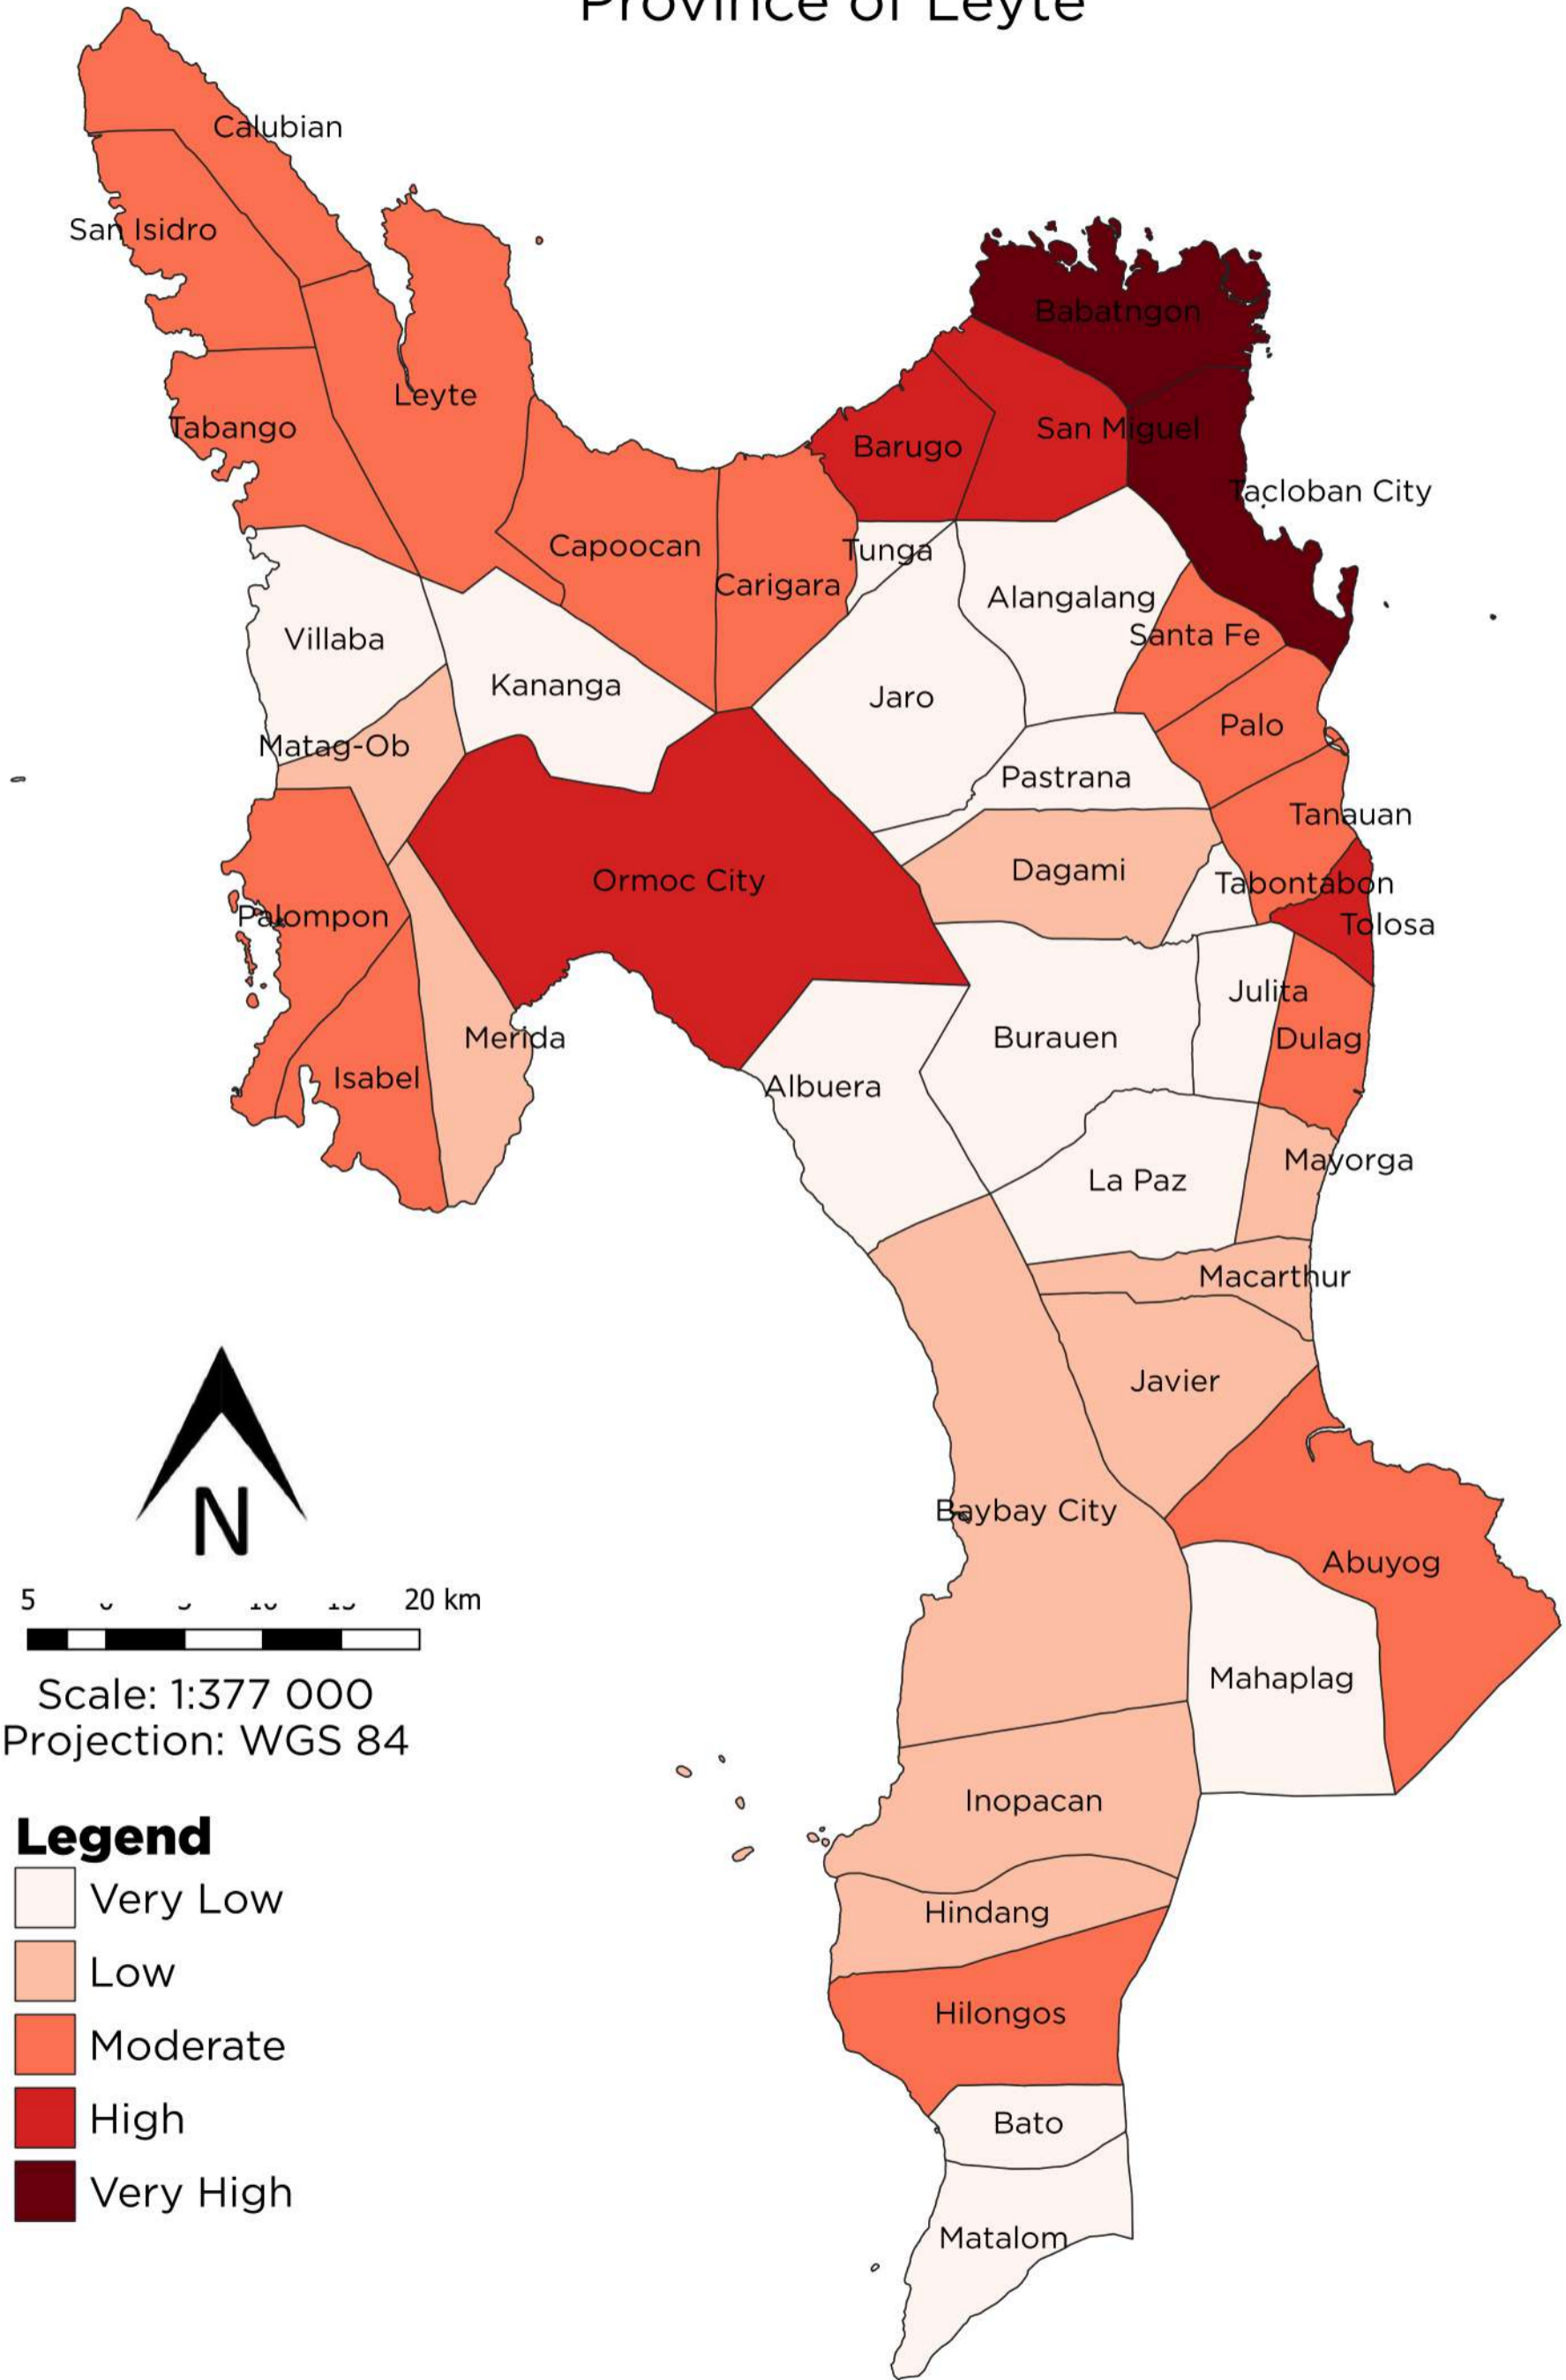 Province of Leyte
Calubian
San Isidro
Babatngon
Leyte
Tabango
San Miguel
Barugo
Tacloban City
Capoocan
Tunga
Carigara
Alangalang
Santa Fe
Villaba
Kananga
Jaro
Palo
Matag-Ob
Pastrana
Tanauan
Dagami
Ormoc City
Tabontabon
Palompon
Tolosa
Julita
Merida
Burauen
Dulag
Isabel
Albuera
Mayorga
La Paz
Macarthur
Javier
N
Baybay City
Abuyog
5 20 km
Mahaplag
Scale: 1:377 000
Projection: WGS 84
Inopacan
Legend
Very Low
Hindang
Low
Hilongos
Moderate
High
Bato
Very High
Matalom